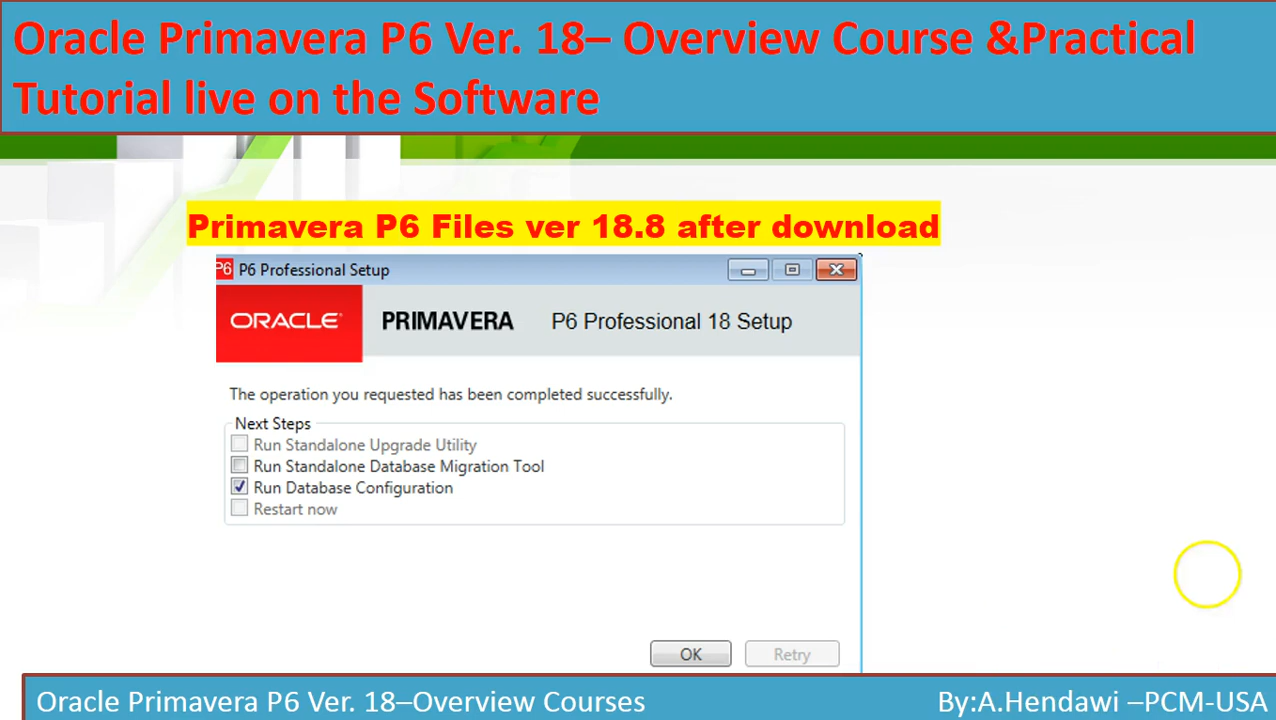 Oracle Primavera P6 Ver. 18– Overview Course &Practical
Tutorial live on the Software
Primavera P6 Files ver 18.8 after download
P6 P6 Professional Setup
ORACLE PRIMAVERA P6 Professional 18 Setup
The operation you requested has been completed successfully.
Next Steps
Run Standalone Upgrade Utility
Run Standalone Database Migration Tool
Run Database Configuration
Restart now
OK Retry
Oracle Primavera P6 Ver. 18–Overview Courses By:A.Hendawi –PCM-USA